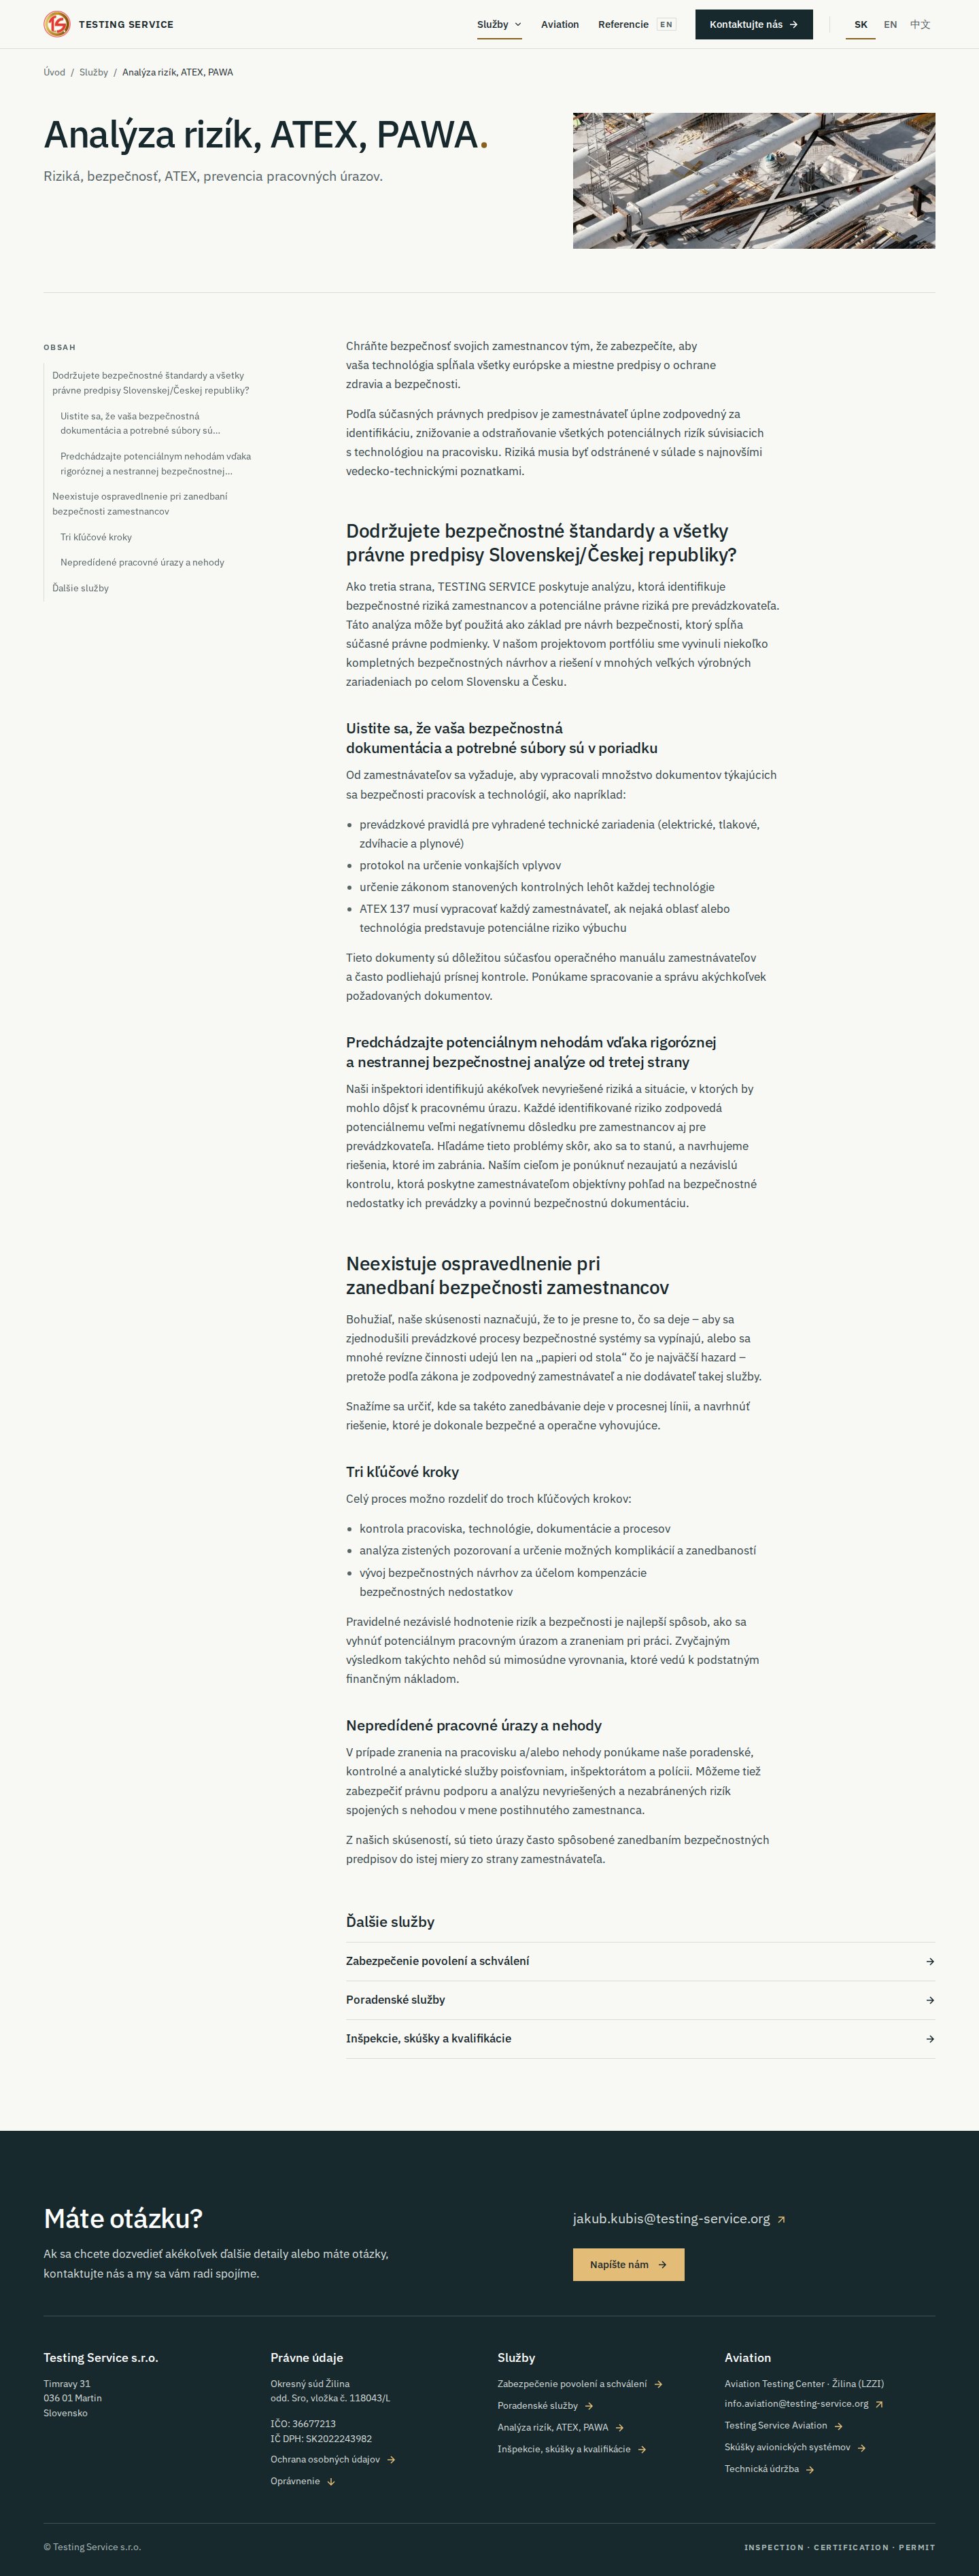 TESTING SERVICE
Služby
Aviation
Referencie EN
Kontaktujte nás
SK EN 中文
Úvod / Služby / Analýza rizík, ATEX, PAWA
Analýza rizík, ATEX, PAWA.
Riziká, bezpečnosť, ATEX, prevencia pracovných úrazov.
OBSAH
Dodržujete bezpečnostné štandardy a všetky
právne predpisy Slovenskej/Českej republiky?
Uistite sa, že vaša bezpečnostná
dokumentácia a potrebné súbory sú…
Predchádzajte potenciálnym nehodám vďaka
rigoróznej a nestrannej bezpečnostnej…
Neexistuje ospravedlnenie pri zanedbaní
bezpečnosti zamestnancov
Tri kľúčové kroky
Nepredídené pracovné úrazy a nehody
Ďalšie služby
Chráňte bezpečnosť svojich zamestnancov tým, že zabezpečíte, aby
vaša technológia spĺňala všetky európske a miestne predpisy o ochrane
zdravia a bezpečnosti.
Podľa súčasných právnych predpisov je zamestnávateľ úplne zodpovedný za
identifikáciu, znižovanie a odstraňovanie všetkých potenciálnych rizík súvisiacich
s technológiou na pracovisku. Riziká musia byť odstránené v súlade s najnovšími
vedecko-technickými poznatkami.
Dodržujete bezpečnostné štandardy a všetky
právne predpisy Slovenskej/Českej republiky?
Ako tretia strana, TESTING SERVICE poskytuje analýzu, ktorá identifikuje
bezpečnostné riziká zamestnancov a potenciálne právne riziká pre prevádzkovateľa.
Táto analýza môže byť použitá ako základ pre návrh bezpečnosti, ktorý spĺňa
súčasné právne podmienky. V našom projektovom portfóliu sme vyvinuli niekoľko
kompletných bezpečnostných návrhov a riešení v mnohých veľkých výrobných
zariadeniach po celom Slovensku a Česku.
Uistite sa, že vaša bezpečnostná
dokumentácia a potrebné súbory sú v poriadku
Od zamestnávateľov sa vyžaduje, aby vypracovali množstvo dokumentov týkajúcich
sa bezpečnosti pracovísk a technológií, ako napríklad:
• prevádzkové pravidlá pre vyhradené technické zariadenia (elektrické, tlakové,
zdvíhacie a plynové)
• protokol na určenie vonkajších vplyvov
• určenie zákonom stanovených kontrolných lehôt každej technológie
• ATEX 137 musí vypracovať každý zamestnávateľ, ak nejaká oblasť alebo
technológia predstavuje potenciálne riziko výbuchu
Tieto dokumenty sú dôležitou súčasťou operačného manuálu zamestnávateľov
a často podliehajú prísnej kontrole. Ponúkame spracovanie a správu akýchkoľvek
požadovaných dokumentov.
Predchádzajte potenciálnym nehodám vďaka rigoróznej
a nestrannej bezpečnostnej analýze od tretej strany
Naši inšpektori identifikujú akékoľvek nevyriešené riziká a situácie, v ktorých by
mohlo dôjsť k pracovnému úrazu. Každé identifikované riziko zodpovedá
potenciálnemu veľmi negatívnemu dôsledku pre zamestnancov aj pre
prevádzkovateľa. Hľadáme tieto problémy skôr, ako sa to stanú, a navrhujeme
riešenia, ktoré im zabránia. Naším cieľom je ponúknuť nezaujatú a nezávislú
kontrolu, ktorá poskytne zamestnávateľom objektívny pohľad na bezpečnostné
nedostatky ich prevádzky a povinnú bezpečnostnú dokumentáciu.
Neexistuje ospravedlnenie pri
zanedbaní bezpečnosti zamestnancov
Bohužiaľ, naše skúsenosti naznačujú, že to je presne to, čo sa deje – aby sa
zjednodušili prevádzkové procesy bezpečnostné systémy sa vypínajú, alebo sa
mnohé revízne činnosti udejú len na „papieri od stola“ čo je najväčší hazard –
pretože podľa zákona je zodpovedný zamestnávateľ a nie dodávateľ takej služby.
Snažíme sa určiť, kde sa takéto zanedbávanie deje v procesnej línii, a navrhnúť
riešenie, ktoré je dokonale bezpečné a operačne vyhovujúce.
Tri kľúčové kroky
Celý proces možno rozdeliť do troch kľúčových krokov:
• kontrola pracoviska, technológie, dokumentácie a procesov
• analýza zistených pozorovaní a určenie možných komplikácií a zanedbaností
• vývoj bezpečnostných návrhov za účelom kompenzácie
bezpečnostných nedostatkov
Pravidelné nezávislé hodnotenie rizík a bezpečnosti je najlepší spôsob, ako sa
vyhnúť potenciálnym pracovným úrazom a zraneniam pri práci. Zvyčajným
výsledkom takýchto nehôd sú mimosúdne vyrovnania, ktoré vedú k podstatným
finančným nákladom.
Nepredídené pracovné úrazy a nehody
V prípade zranenia na pracovisku a/alebo nehody ponúkame naše poradenské,
kontrolné a analytické služby poisťovniam, inšpektorátom a polícii. Môžeme tiež
zabezpečiť právnu podporu a analýzu nevyriešených a nezabránených rizík
spojených s nehodou v mene postihnutého zamestnanca.
Z našich skúseností, sú tieto úrazy často spôsobené zanedbaním bezpečnostných
predpisov do istej miery zo strany zamestnávateľa.
Ďalšie služby
Zabezpečenie povolení a schválení
Poradenské služby
Inšpekcie, skúšky a kvalifikácie
Máte otázku?
Ak sa chcete dozvedieť akékoľvek ďalšie detaily alebo máte otázky,
kontaktujte nás a my sa vám radi spojíme.
jakub.kubis@testing-service.org
Napíšte nám
Testing Service s.r.o.
Timravy 31
036 01 Martin
Slovensko
Právne údaje
Okresný súd Žilina
odd. Sro, vložka č. 118043/L
IČO: 36677213
IČ DPH: SK2022243982
Ochrana osobných údajov
Oprávnenie
Služby
Zabezpečenie povolení a schválení
Poradenské služby
Analýza rizík, ATEX, PAWA
Inšpekcie, skúšky a kvalifikácie
Aviation
Aviation Testing Center · Žilina (LZZI)
info.aviation@testing-service.org
Testing Service Aviation
Skúšky avionických systémov
Technická údržba
© Testing Service s.r.o.
INSPECTION · CERTIFICATION · PERMIT